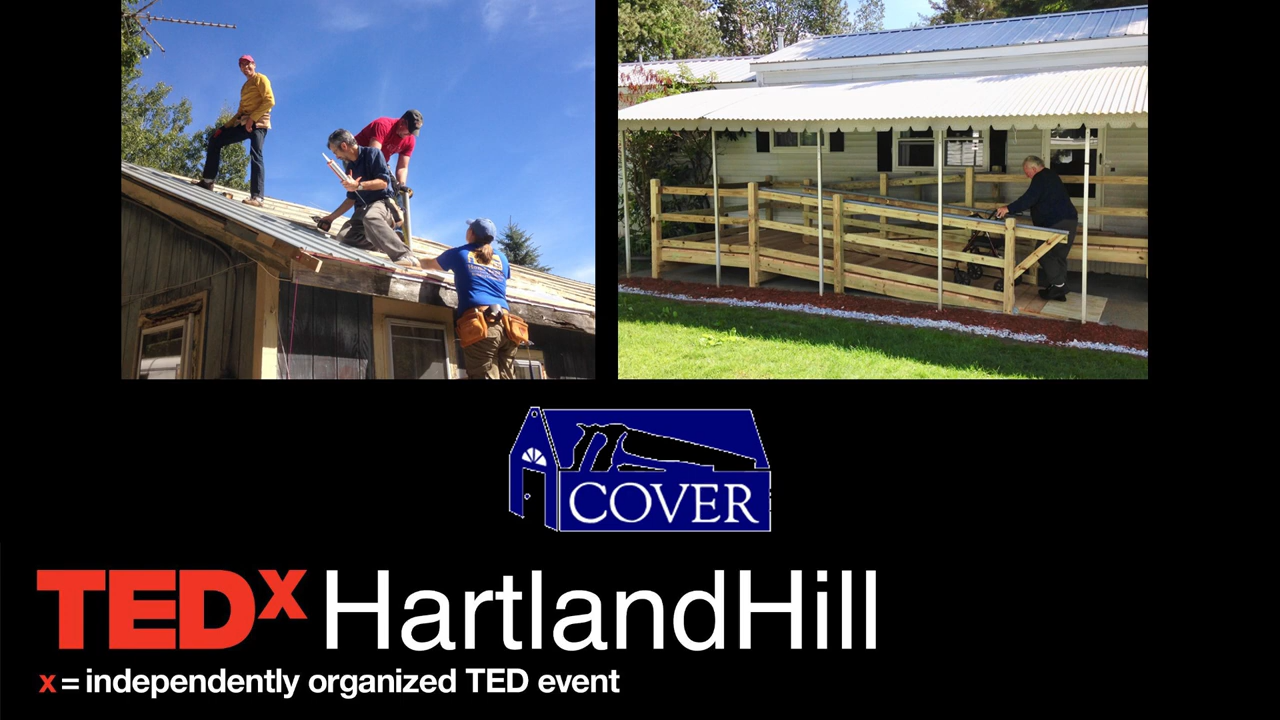 COVER
TEDx HartlandHill
x = independently organized TED event